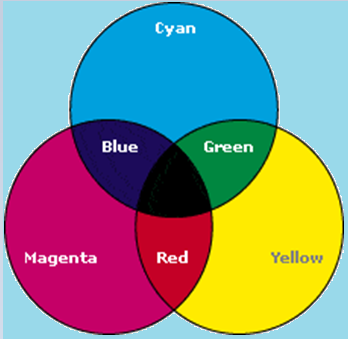 Cyan
Blue Green
Magenta Red Yellow